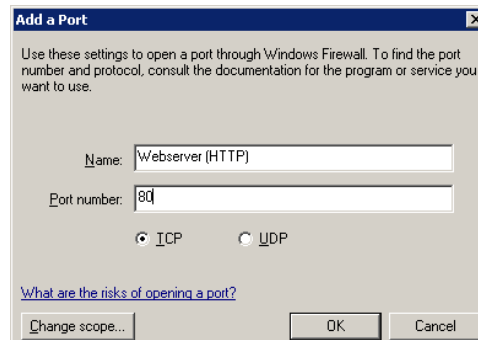 Add a Port
Use these settings to open a port through Windows Firewall. To find the port
number and protocol, consult the documentation for the program or service you
want to use.
Name: Webserver (HTTP)
Port number: 80
TCP UDP
What are the risks of opening a port?
Change scope... OK Cancel